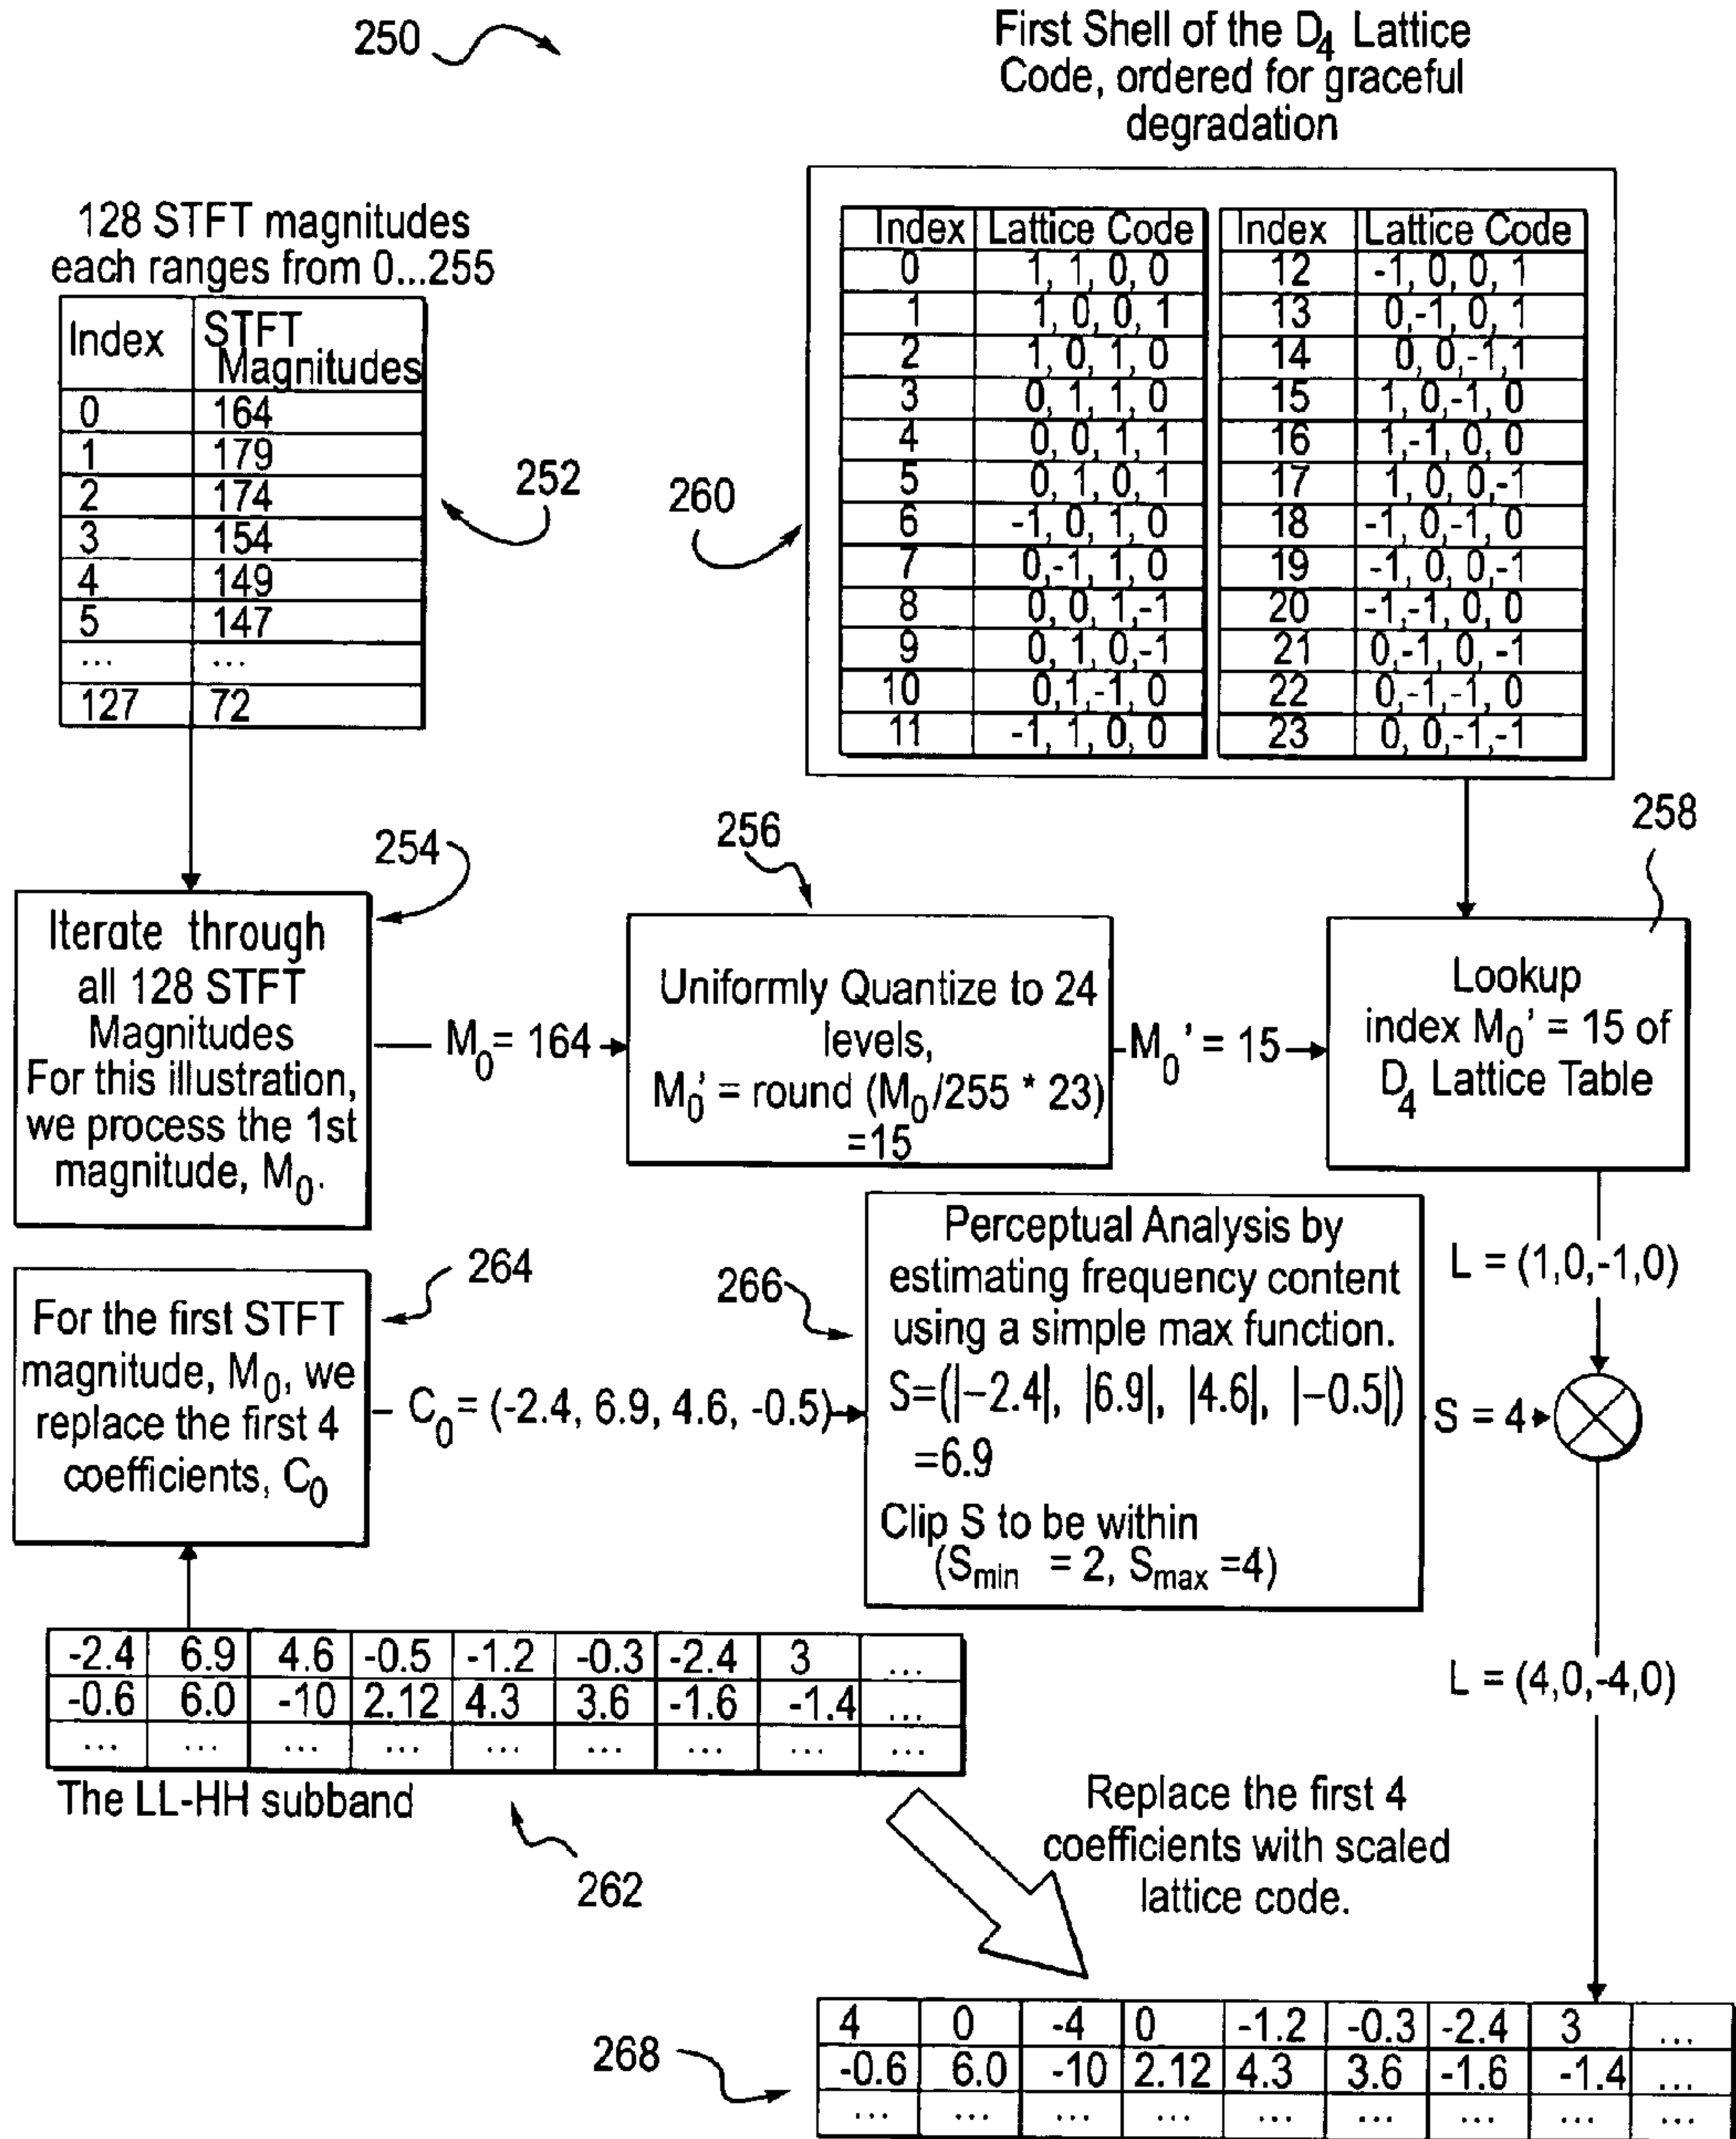 250
First Shell of the D4 Lattice
Code, ordered for graceful
degradation
128 STFT magnitudes
each ranges from 0...255
Index STFT Magnitudes
0 164
1 179
2 174
3 154
4 149
5 147
... ...
127 72
252
260
Index Lattice Code Index Lattice Code
0 1, 1, 0, 0 12 -1, 0, 0, 1
1 1, 0, 0, 1 13 0,-1, 0, 1
2 1, 0, 1, 0 14 0, 0,-1,1
3 0, 1, 1, 0 15 1, 0,-1, 0
4 0, 0, 1, 1 16 1,-1, 0, 0
5 0, 1, 0, 1 17 1, 0, 0,-1
6 -1, 0, 1, 0 18 -1, 0,-1, 0
7 0,-1, 1, 0 19 -1, 0, 0,-1
8 0, 0, 1,-1 20 -1,-1, 0, 0
9 0, 1, 0,-1 21 0,-1, 0, -1
10 0,1,-1, 0 22 0,-1,-1, 0
11 -1, 1, 0, 0 23 0, 0,-1,-1
254
256
258
Iterate through
all 128 STFT
Magnitudes
For this illustration,
we process the 1st
magnitude, M0.
M0= 164
Uniformly Quantize to 24
levels,
M0' = round (M0/255 * 23)
=15
M0' = 15
Lookup
index M0' = 15 of
D4 Lattice Table
L = (1,0,-1,0)
264
For the first STFT
magnitude, M0, we
replace the first 4
coefficients, C0
C0 = (-2.4, 6.9, 4.6, -0.5)
266
Perceptual Analysis by
estimating frequency content
using a simple max function.
S=(|-2.4|, |6.9|, |4.6|, |-0.5|)
=6.9
Clip S to be within
(Smin = 2, Smax =4)
S = 4
L = (4,0,-4,0)
-2.4 6.9 4.6 -0.5 -1.2 -0.3 -2.4 3 ...
-0.6 6.0 -10 2.12 4.3 3.6 -1.6 -1.4 ...
... ... ... ... ... ... ... ... ...
The LL-HH subband
262
Replace the first 4
coefficients with scaled
lattice code.
268
4 0 -4 0 -1.2 -0.3 -2.4 3 ...
-0.6 6.0 -10 2.12 4.3 3.6 -1.6 -1.4 ...
... ... ... ... ... ... ... ... ...